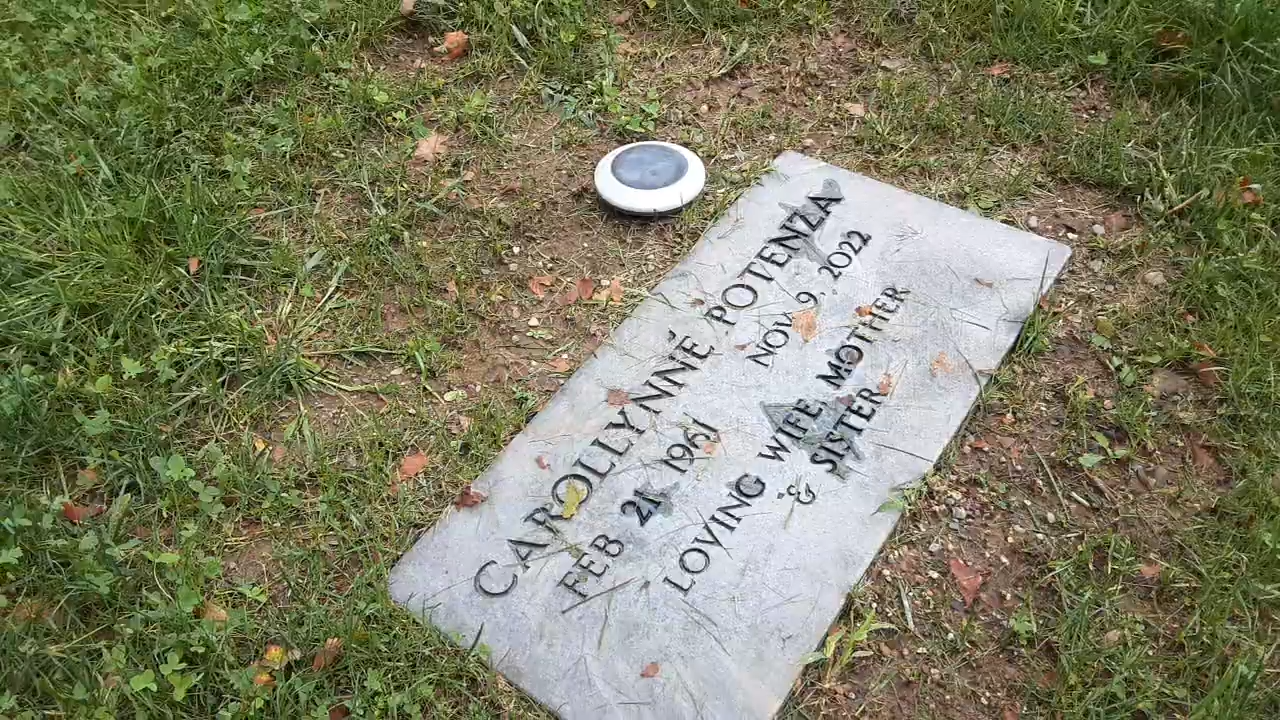 CAROLLYNNE POTENZA
FEB 21 1961 NOV 9, 2022
LOVING WIFE, MOTHER
& SISTER